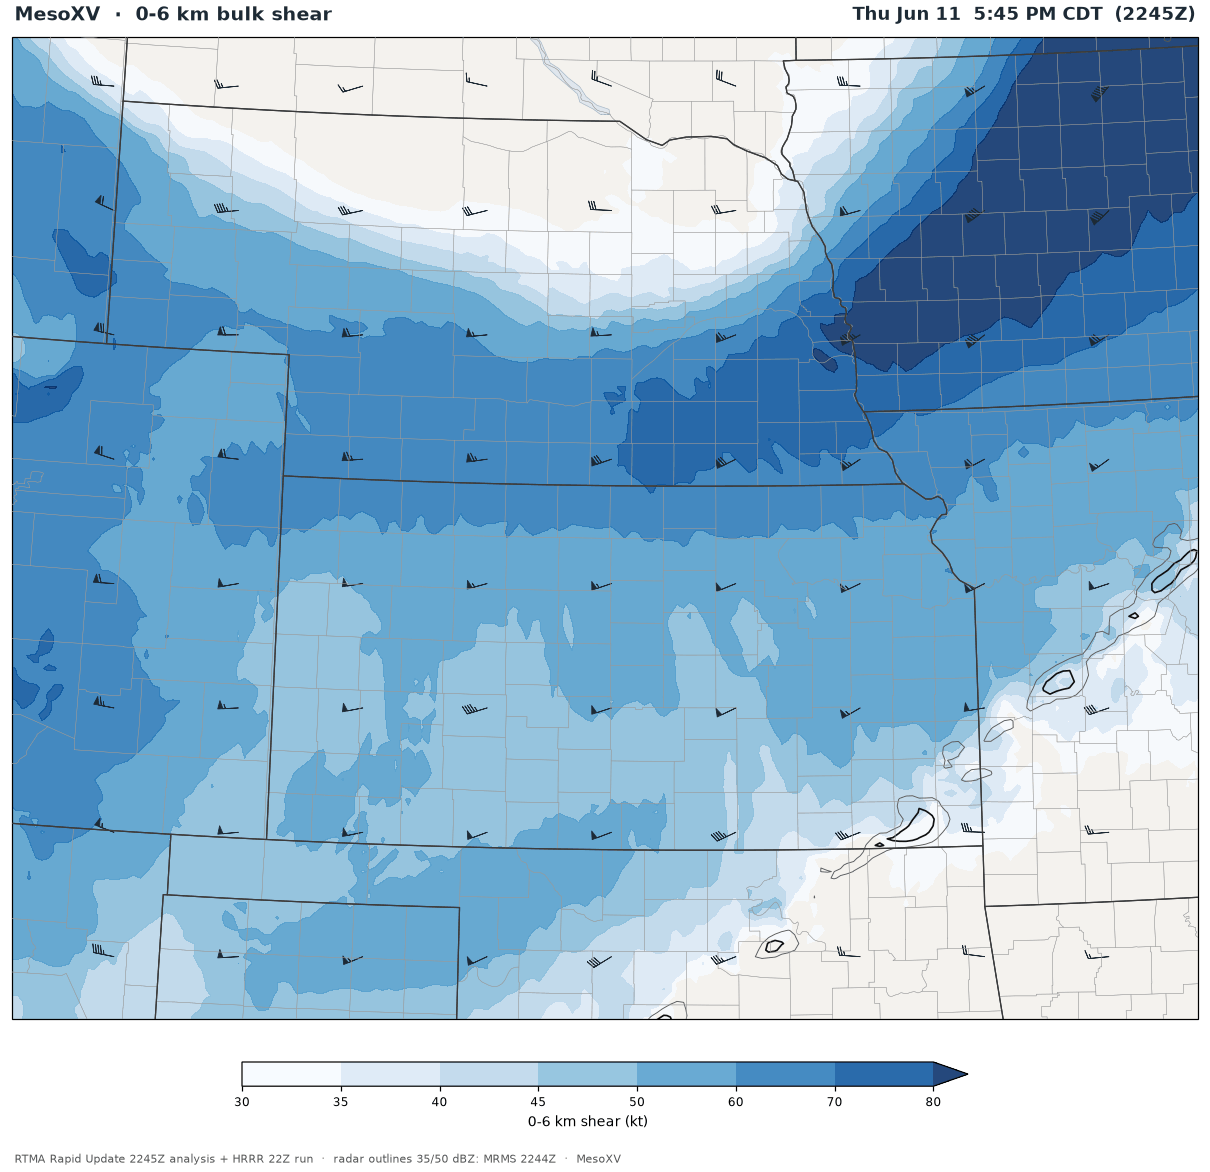 MesoXV · 0-6 km bulk shear
Thu Jun 11 5:45 PM CDT (2245Z)
30 35 40 45 50 60 70 80
0-6 km shear (kt)
RTMA Rapid Update 2245Z analysis + HRRR 22Z run · radar outlines 35/50 dBZ: MRMS 2244Z · MesoXV